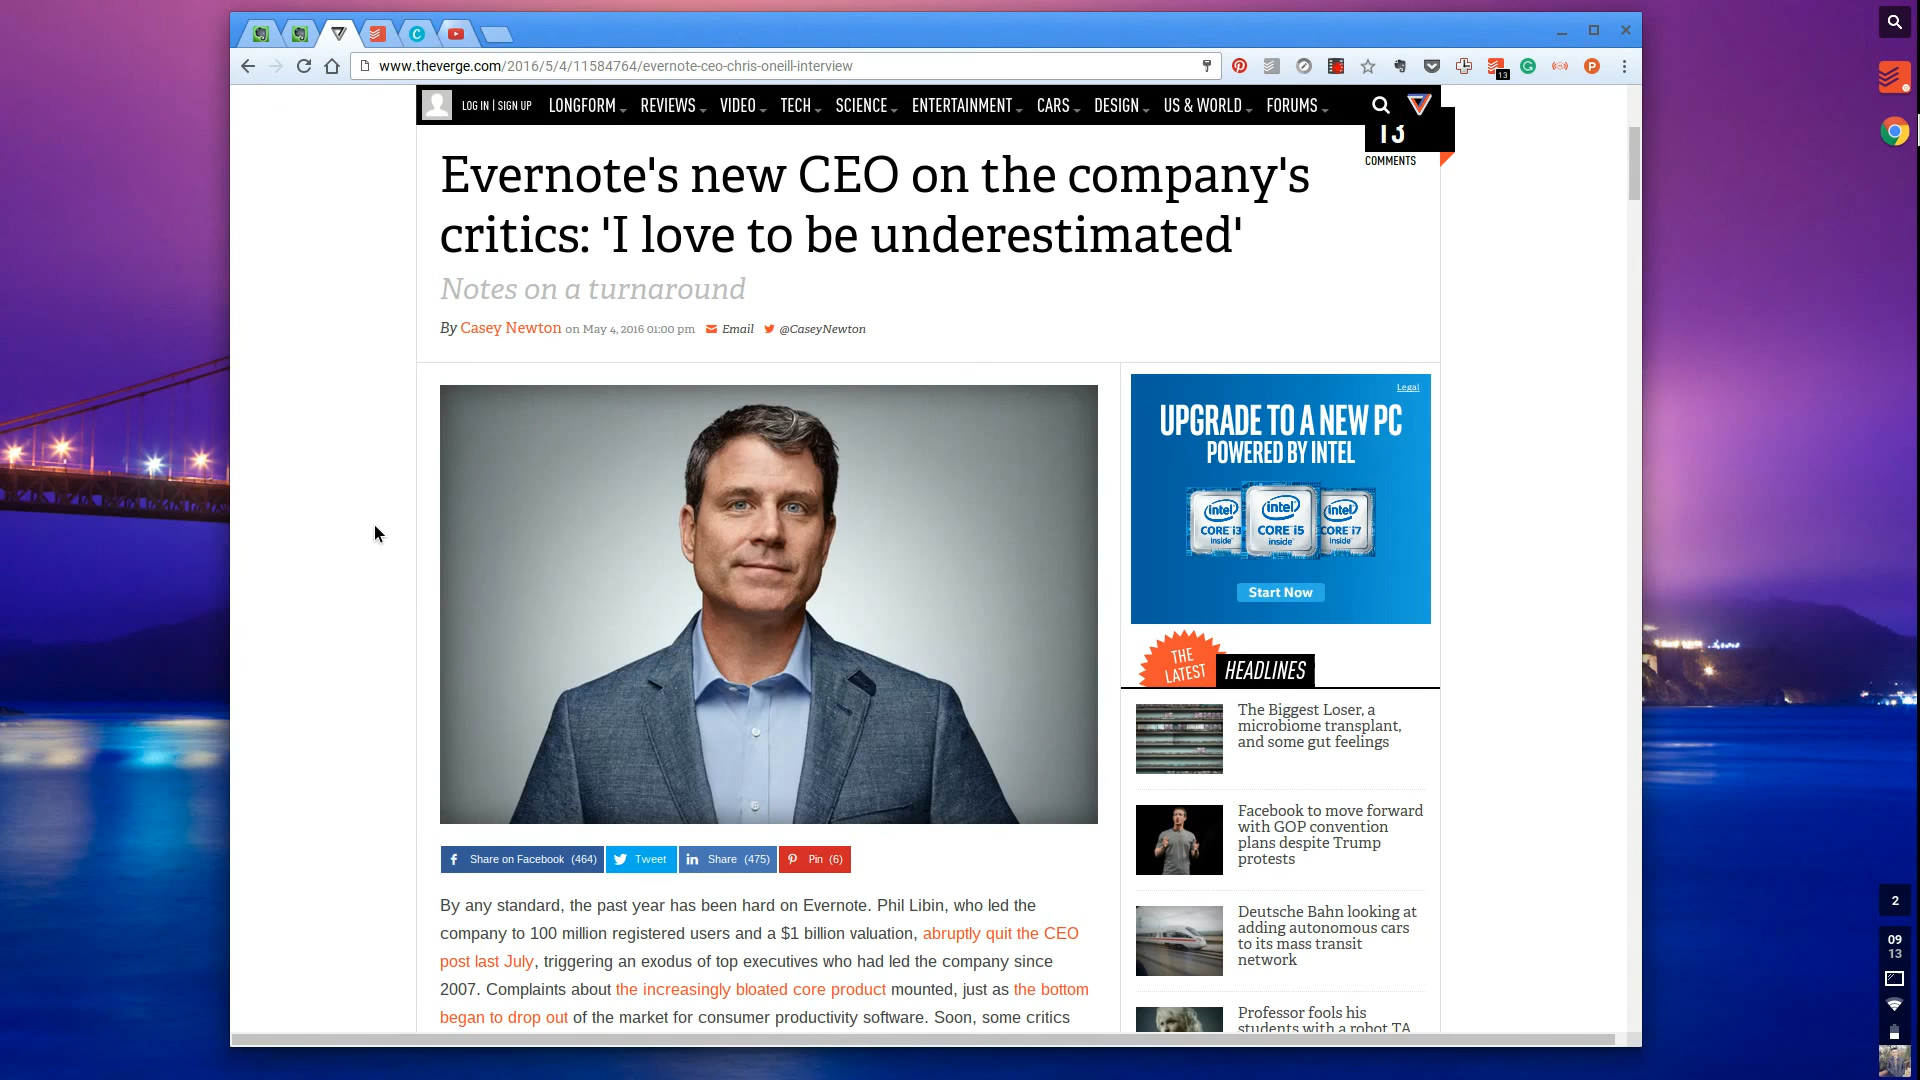 www.theverge.com/2016/5/4/11584764/evernote-ceo-chris-oneill-interview
13
LOG IN | SIGN UP
LONGFORM
REVIEWS
VIDEO
TECH
SCIENCE
ENTERTAINMENT
CARS
DESIGN
US & WORLD
FORUMS
13
COMMENTS
Evernote's new CEO on the company's
critics: 'I love to be underestimated'
Notes on a turnaround
By Casey Newton on May 4, 2016 01:00 pm Email @CaseyNewton
Share on Facebook (464)
Tweet
Share (475)
Pin (6)
By any standard, the past year has been hard on Evernote. Phil Libin, who led the
company to 100 million registered users and a $1 billion valuation, abruptly quit the CEO
post last July, triggering an exodus of top executives who had led the company since
2007. Complaints about the increasingly bloated core product mounted, just as the bottom
began to drop out of the market for consumer productivity software. Soon, some critics
Legal
UPGRADE TO A NEW PC
POWERED BY INTEL
intel CORE i3 inside
intel CORE i5 inside
intel CORE i7 inside
Start Now
THE
LATEST
HEADLINES
The Biggest Loser, a
microbiome transplant,
and some gut feelings
Facebook to move forward
with GOP convention
plans despite Trump
protests
Deutsche Bahn looking at
adding autonomous cars
to its mass transit
network
Professor fools his
students with a robot TA
2
09
13